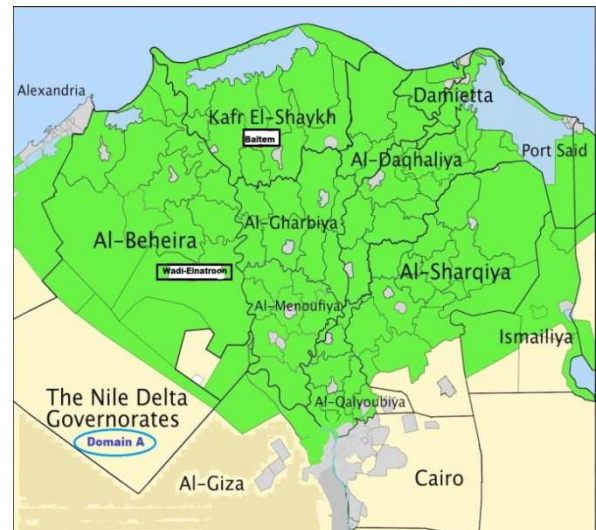 Alexandria
Damietta
Kafr El-Shaykh
Baltem
Al-Daqhaliya
Port Said
Al-Gharbiya
Al-Beheira
Wadi-Elnatroon
Al-Sharqiya
Al-Menoufiya
Ismailiya
The Nile Delta
Governorates
Domain A
Al-Qalyoubiya
Al-Giza
Cairo